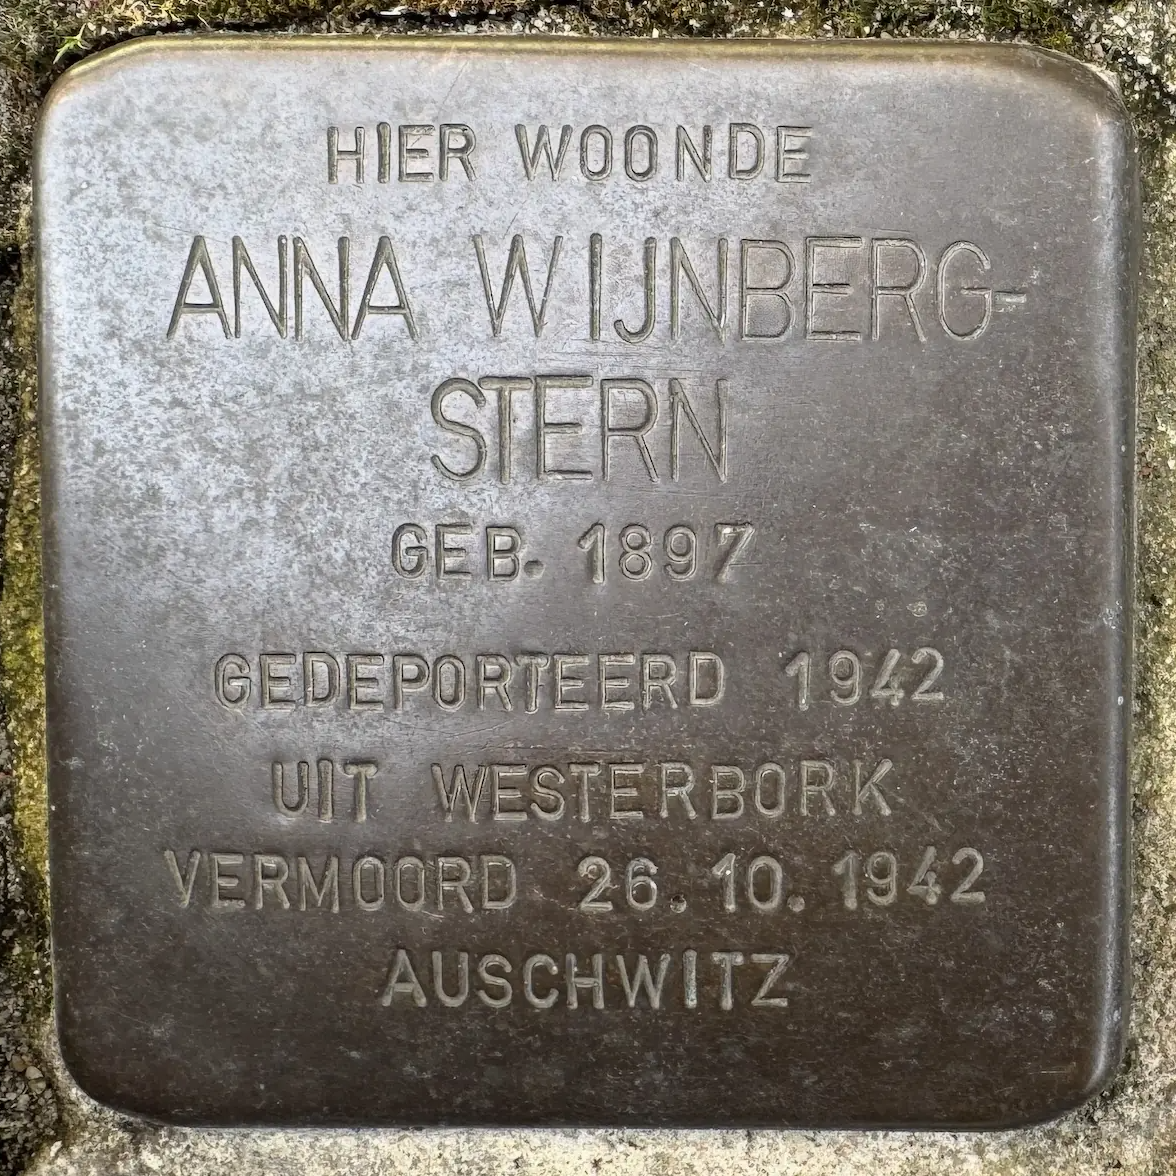 HIER WOONDE
ANNA WIJNBERG-
STERN
GEB. 1897
GEDEPORTEERD 1942
UIT WESTERBORK
VERMOORD 26.10.1942
AUSCHWITZ